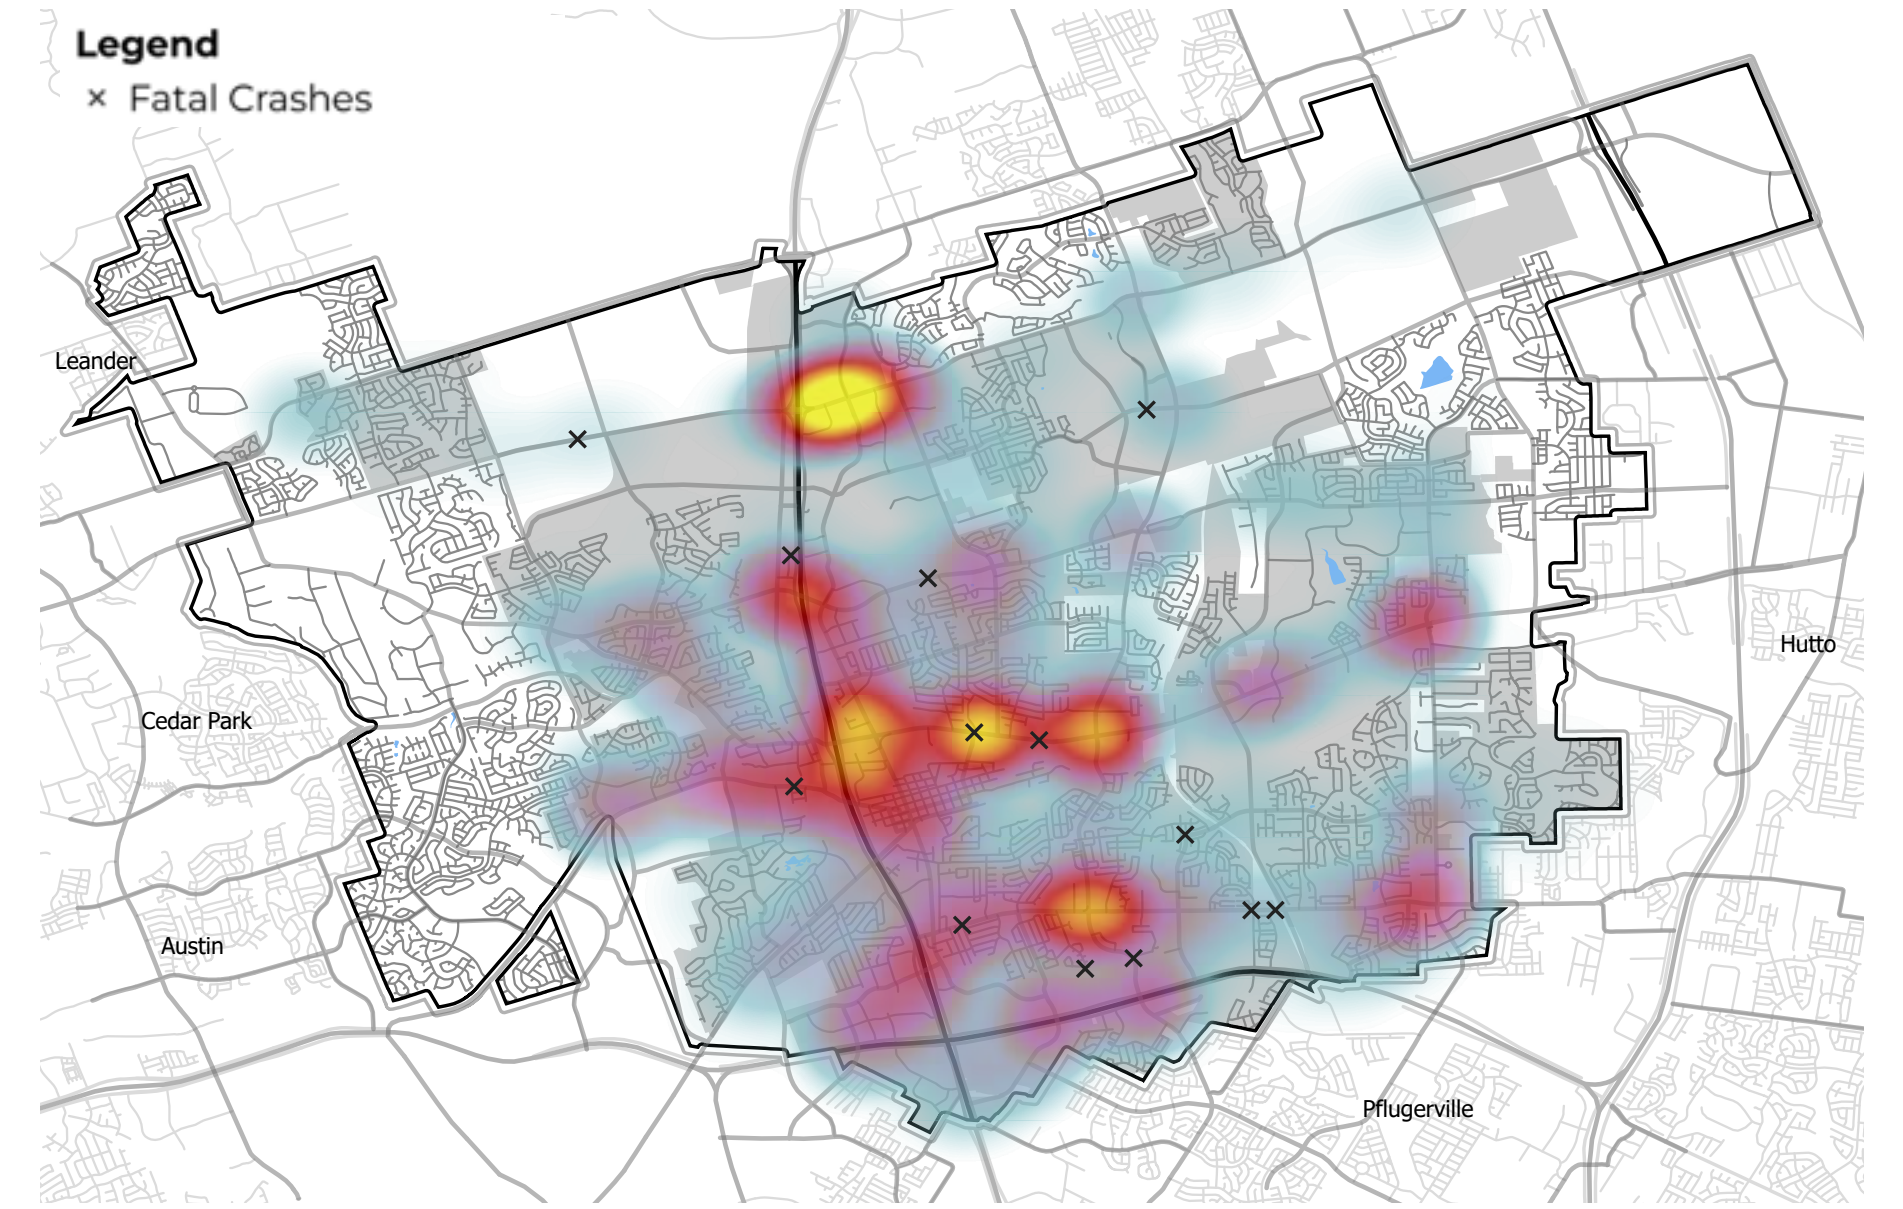 Legend
× Fatal Crashes
Leander
Hutto
Cedar Park
Austin
Pflugerville